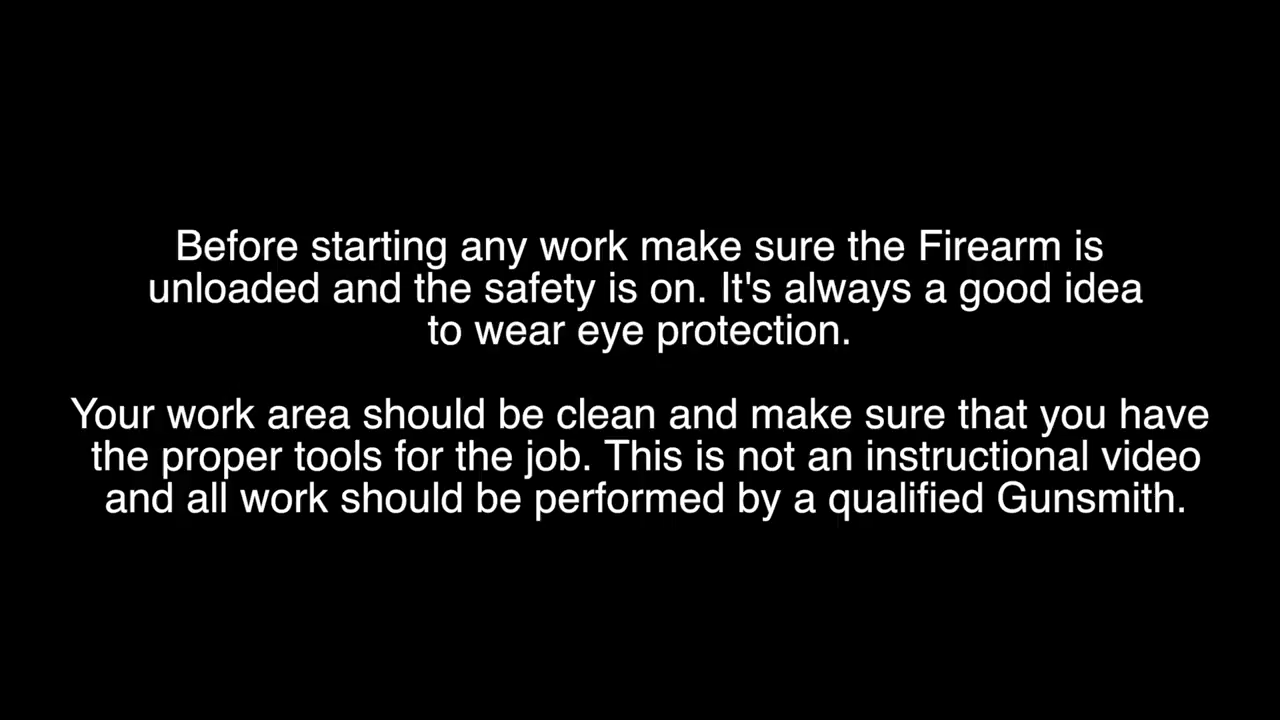 Before starting any work make sure the Firearm is
unloaded and the safety is on. It's always a good idea
to wear eye protection.
Your work area should be clean and make sure that you have
the proper tools for the job. This is not an instructional video
and all work should be performed by a qualified Gunsmith.